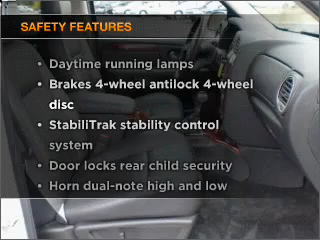 SAFETY FEATURES
• Daytime running lamps
• Brakes 4-wheel antilock 4-wheel
disc
• StabiliTrak stability control
system
• Door locks rear child security
• Horn dual-note high and low